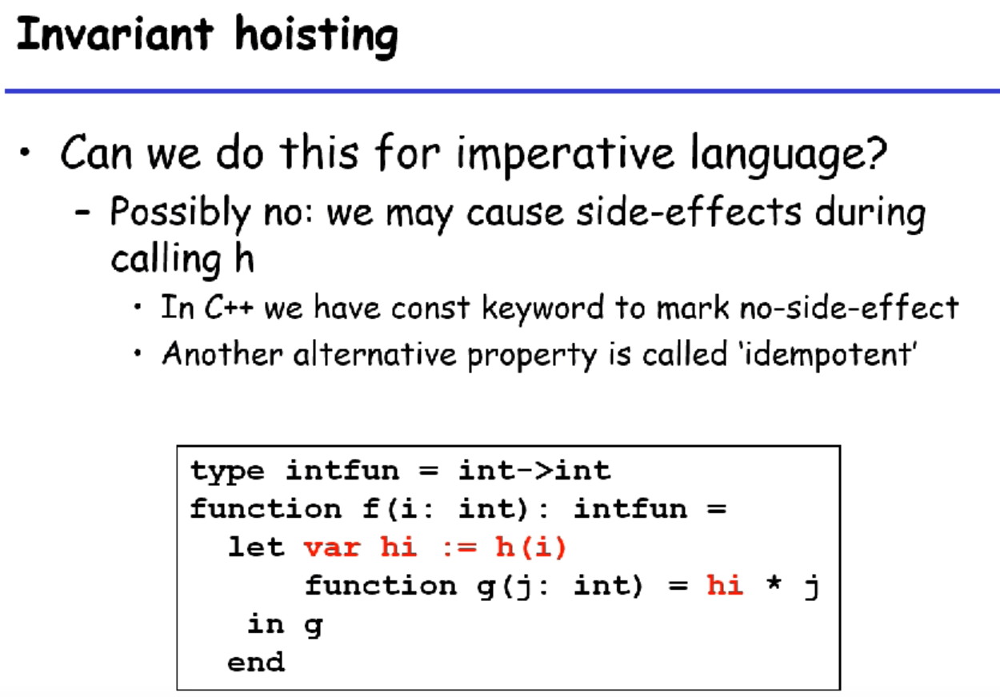 Invariant hoisting
• Can we do this for imperative language?
– Possibly no: we may cause side-effects during
calling h
• In C++ we have const keyword to mark no-side-effect
• Another alternative property is called 'idempotent'
type intfun = int->int
function f(i: int): intfun =
let var hi := h(i)
function g(j: int) = hi * j
in g
end